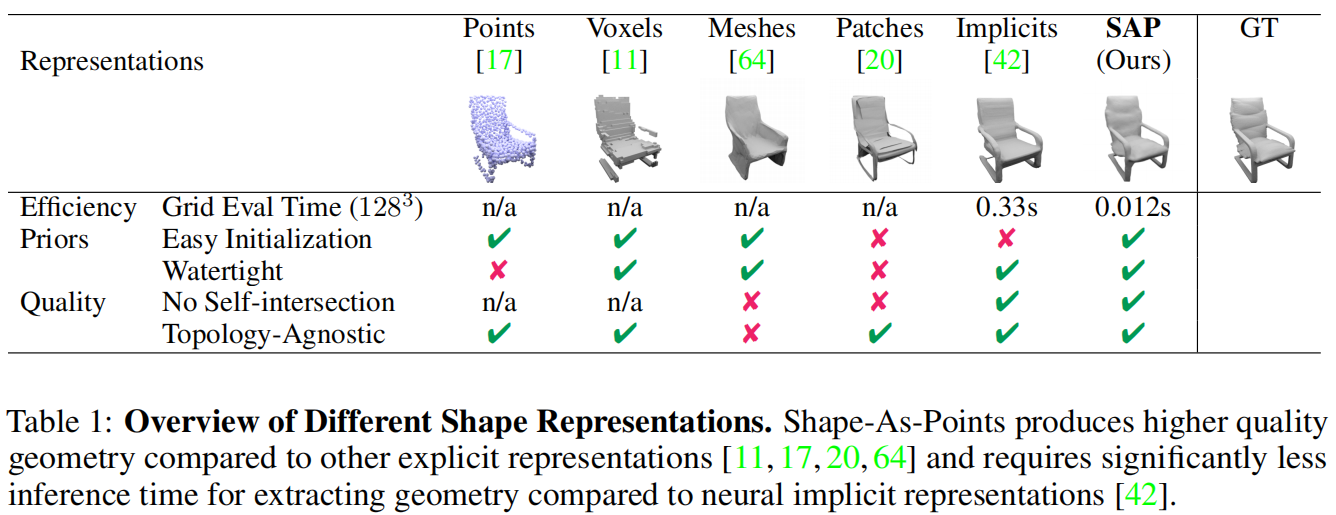 Points Voxels Meshes Patches Implicits SAP GT
Representations [17] [11] [64] [20] [42] (Ours)
Efficiency Grid Eval Time (128³) n/a n/a n/a n/a 0.33s 0.012s
Priors Easy Initialization ✔ ✔ ✔ ✘ ✘ ✔
Watertight ✘ ✔ ✔ ✘ ✔ ✔
Quality No Self-intersection n/a n/a ✘ ✘ ✔ ✔
Topology-Agnostic ✔ ✔ ✘ ✔ ✔ ✔
Table 1: Overview of Different Shape Representations. Shape-As-Points produces higher quality
geometry compared to other explicit representations [11, 17, 20, 64] and requires significantly less
inference time for extracting geometry compared to neural implicit representations [42].